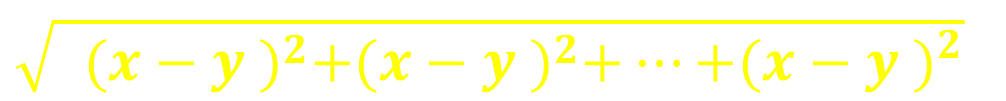 √( (x − y )²+(x − y )²+ ⋯ +(x − y )² )